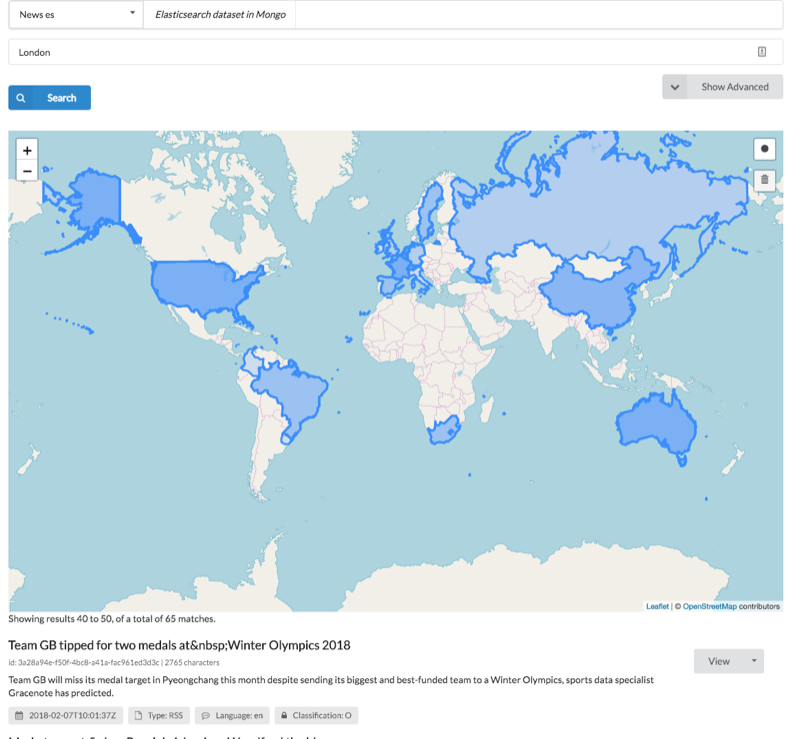 News es Elasticsearch dataset in Mongo
London
Search
Show Advanced
+
−
Leaflet | © OpenStreetMap contributors
Showing results 40 to 50, of a total of 65 matches.
Team GB tipped for two medals at&nbsp;Winter Olympics 2018
id: 3a28a94e-f50f-4bc8-a41a-fac961ed3d3c | 2765 characters
View
Team GB will miss its medal target in Pyeongchang this month despite sending its biggest and best-funded team to a Winter Olympics, sports data specialist
Gracenote has predicted.
2018-02-07T10:01:37Z Type: RSS Language: en Classification: O